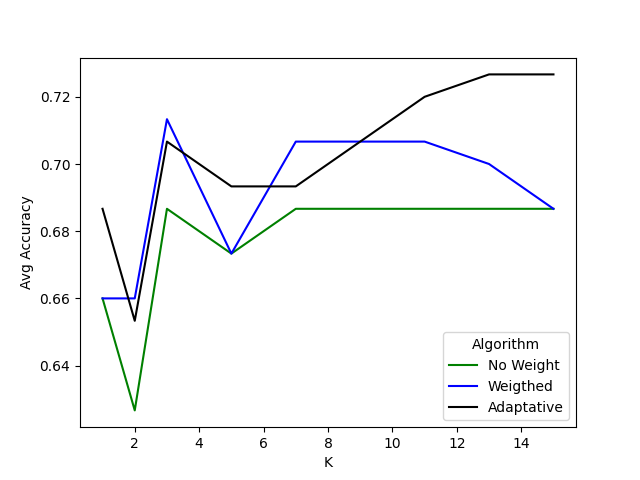 0.72
0.70
0.68
0.66
0.64
Avg Accuracy
2 4 6 8 10 12 14
K
Algorithm
No Weight
Weigthed
Adaptative